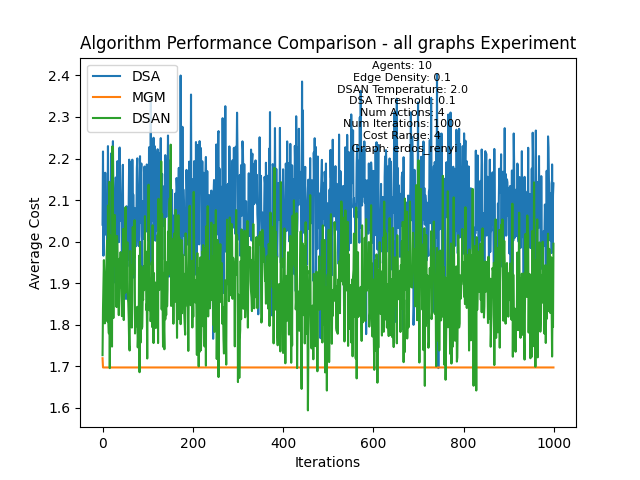 Algorithm Performance Comparison - all graphs Experiment
DSA
MGM
DSAN
Agents: 10
Edge Density: 0.1
DSAN Temperature: 2.0
DSA Threshold: 0.1
Num Actions: 4
Num Iterations: 1000
Cost Range: 4
Graph: erdos_renyi
Average Cost
2.4
2.3
2.2
2.1
2.0
1.9
1.8
1.7
1.6
0
200
400
600
800
1000
Iterations